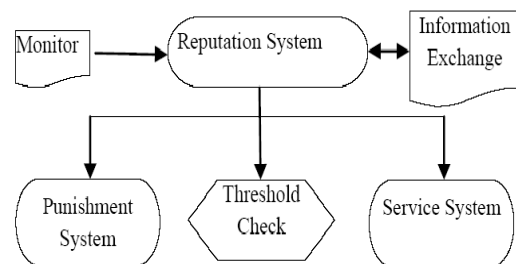 Monitor
Reputation System
Information
Exchange
Punishment
System
Threshold
Check
Service System